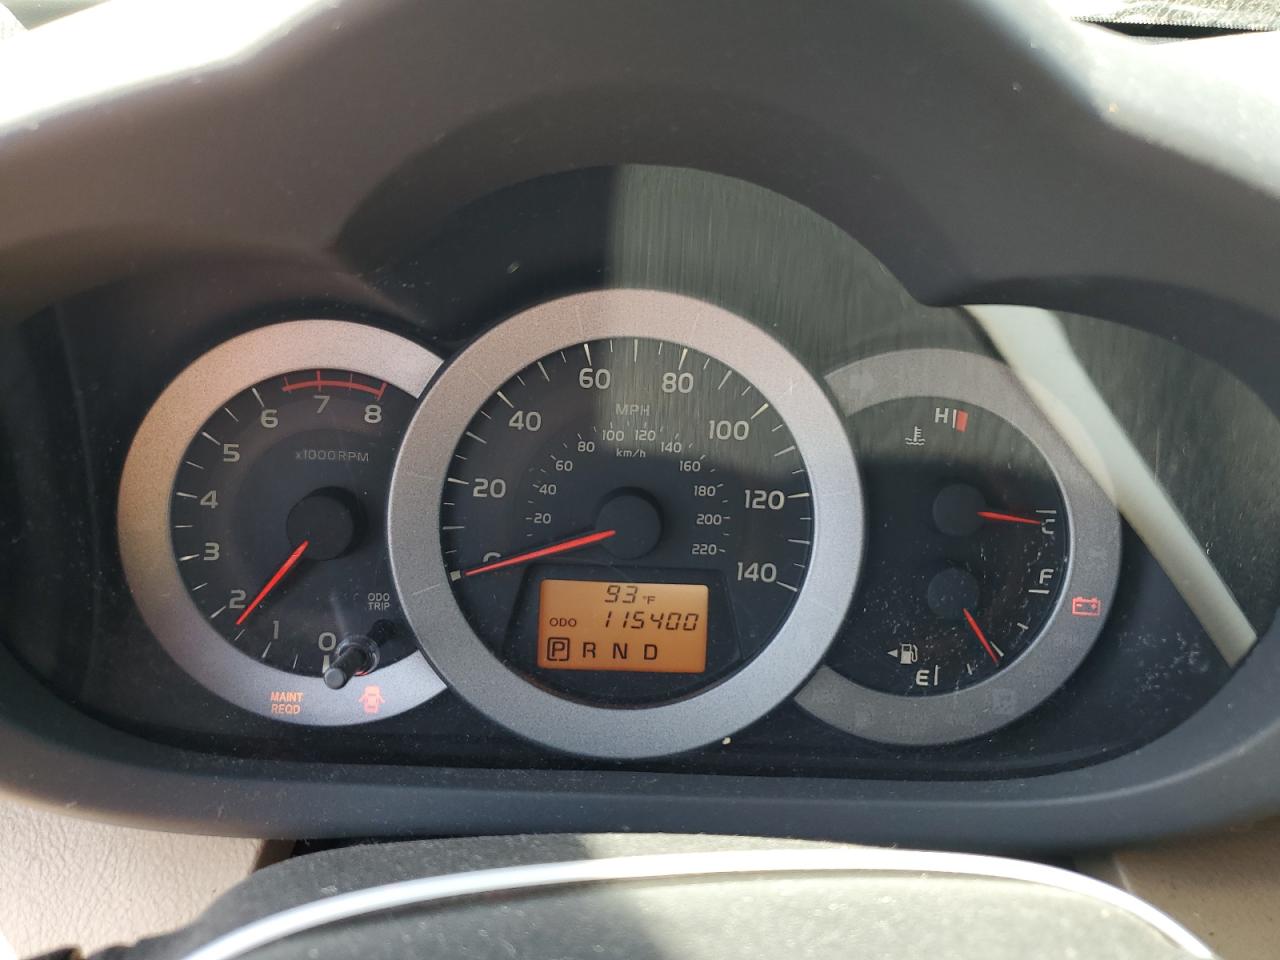 0 1 2 3 4 5 6 7 8
x1000RPM
ODO
TRIP
MAINT
REQD
0 20 40 60 80 100 120 140
MPH
20 40 60 80 100 120 140 160 180 200 220
km/h
93°F
ODO 115400
P R N D
H
C
F
E